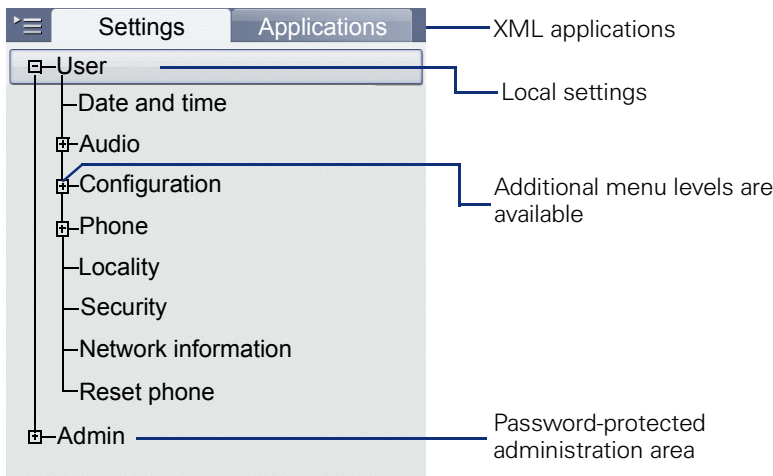 Settings
Applications
XML applications
User
Local settings
Date and time
Audio
Configuration
Additional menu levels are
available
Phone
Locality
Security
Network information
Reset phone
Admin
Password-protected
administration area